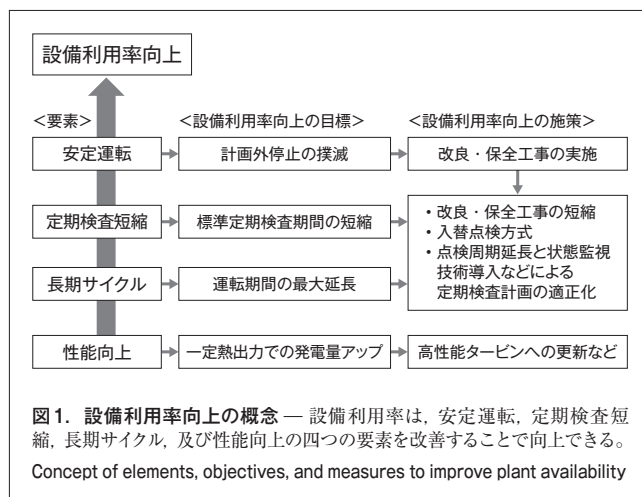 設備利用率向上
<要素>
<設備利用率向上の目標>
<設備利用率向上の施策>
安定運転
計画外停止の撲滅
改良・保全工事の実施
定期検査短縮
標準定期検査期間の短縮
・改良・保全工事の短縮
・入替点検方式
・点検周期延長と状態監視
技術導入などによる
定期検査計画の適正化
長期サイクル
運転期間の最大延長
性能向上
一定熱出力での発電量アップ
高性能タービンへの更新など
図1. 設備利用率向上の概念 — 設備利用率は, 安定運転, 定期検査短
縮, 長期サイクル, 及び性能向上の四つの要素を改善することで向上できる。
Concept of elements, objectives, and measures to improve plant availability